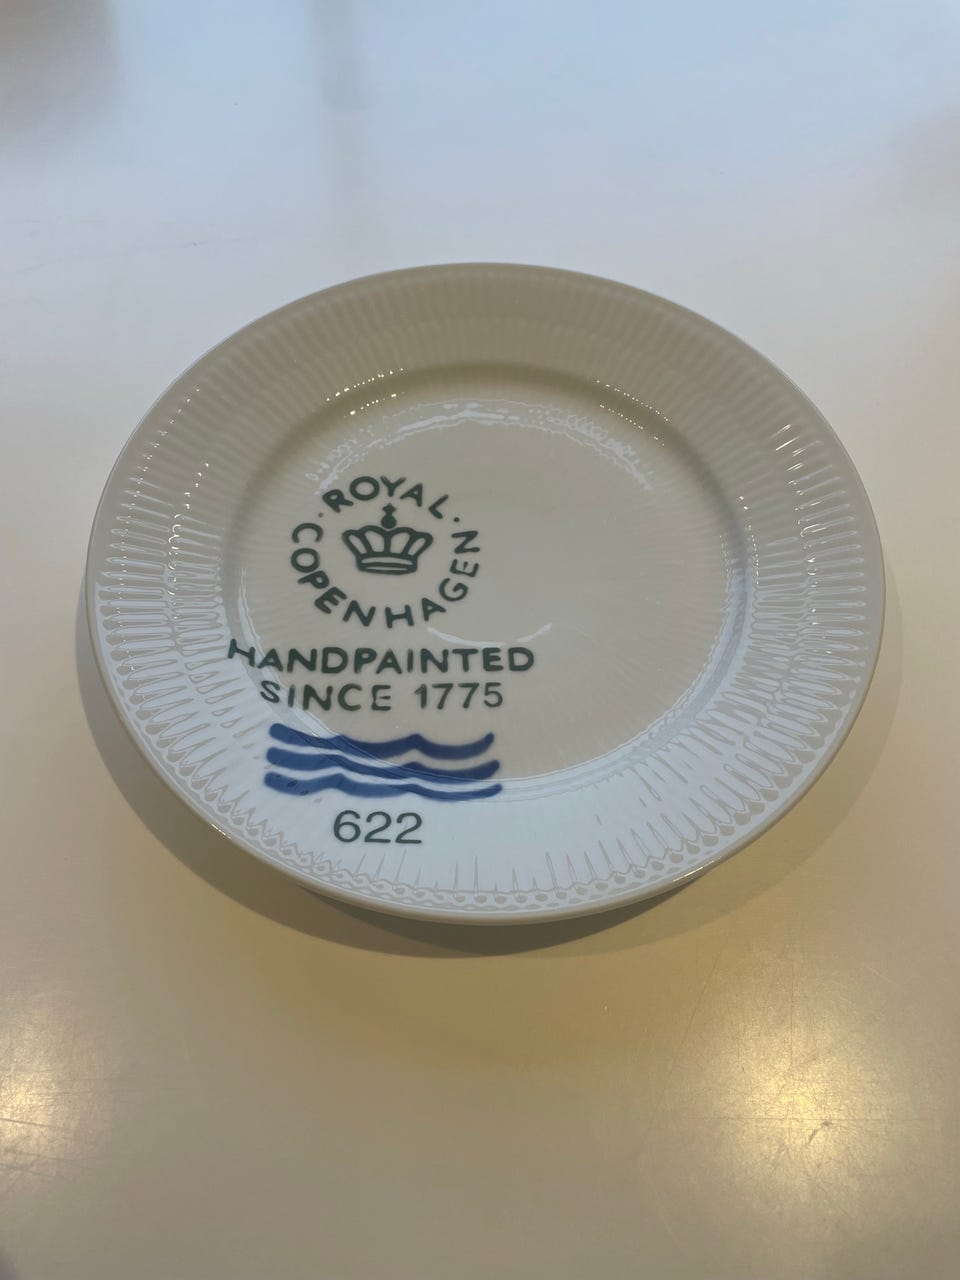 ROYAL · COPENHAGEN ·
HANDPAINTED
SINCE 1775
622